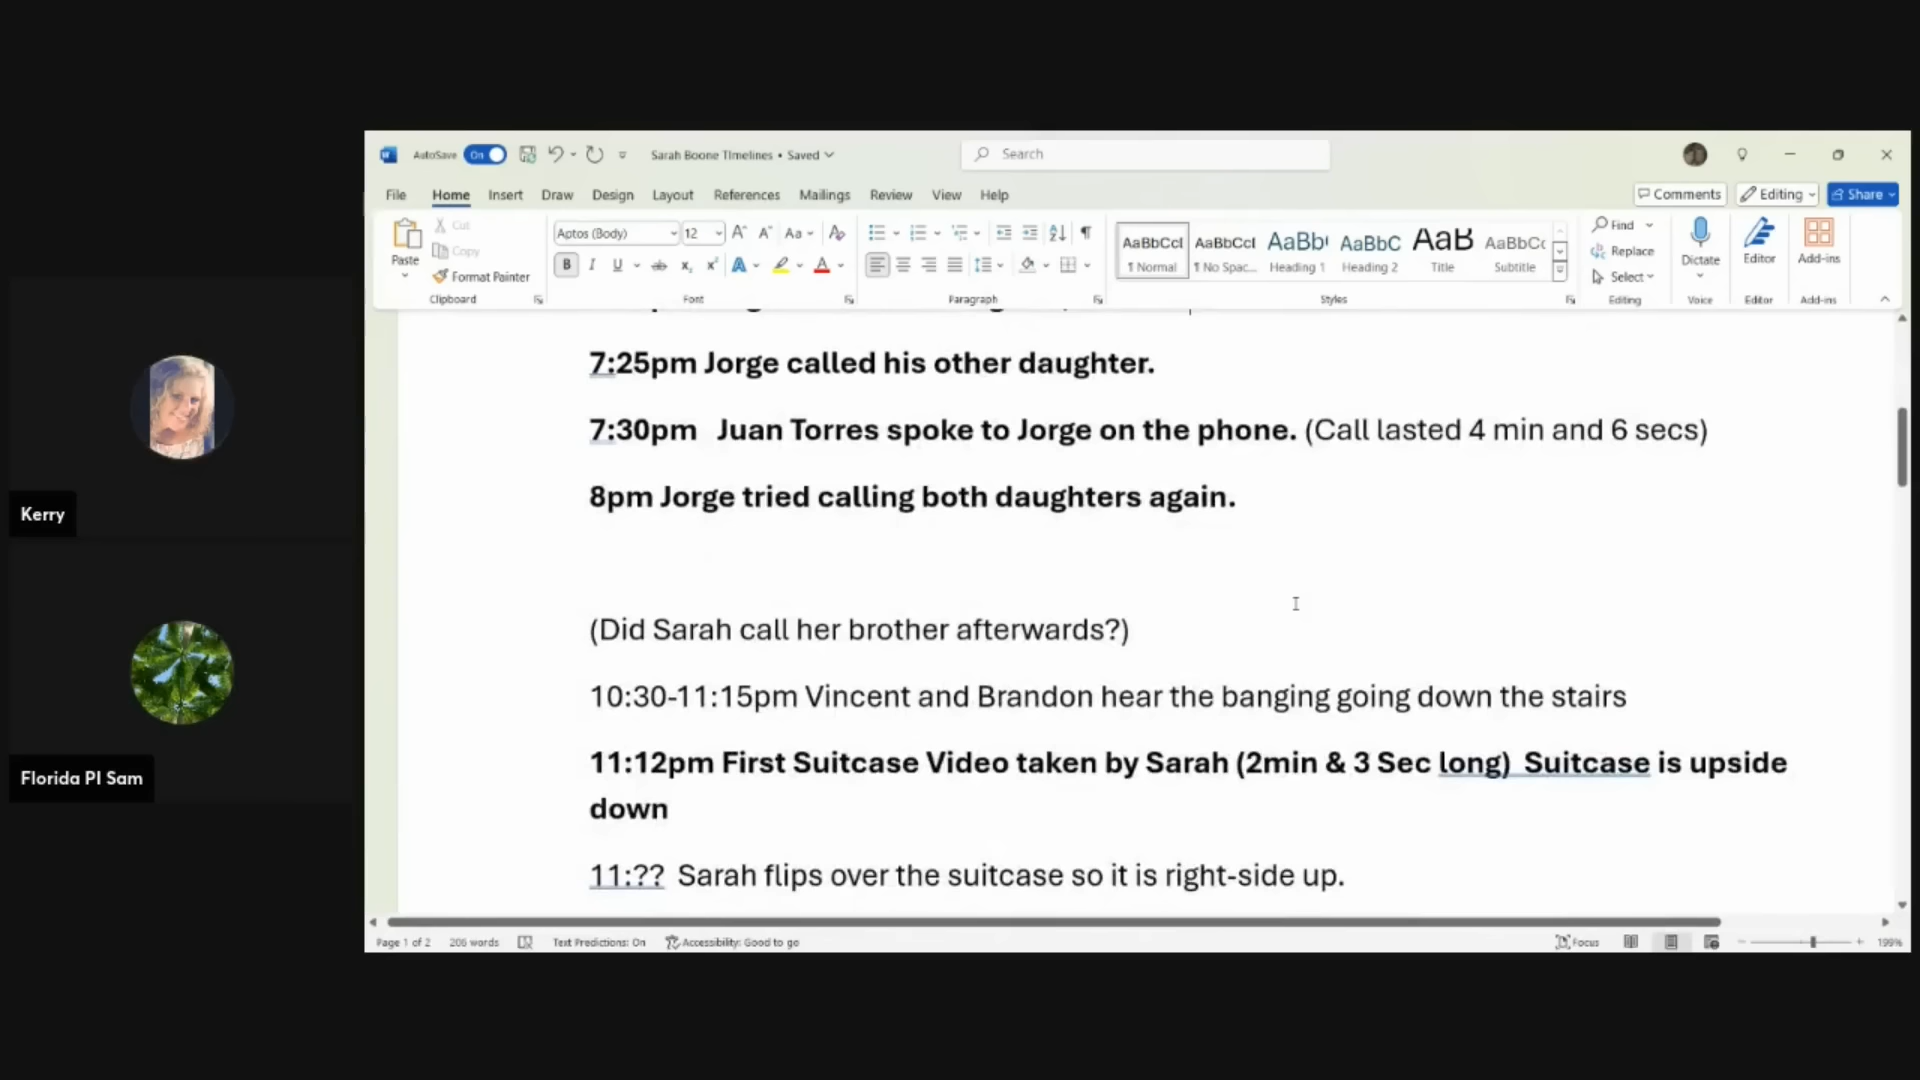 AutoSave On Sarah Boone TImelines • Saved Search
File Home Insert Draw Design Layout References Mailings Review View Help Comments Editing Share
Paste Cut Copy Format Painter Clipboard
Aptos (Body) 12 Font
Paragraph
AaBbCcI AaBbCcI AaBb AaBbC AaB AaBbCc
¶ Normal ¶ No Spac... Heading 1 Heading 2 Title Subtitle
Styles
Find Replace Select Editing
Dictate Voice
Editor Editor
Add-ins Add-ins
7:25pm Jorge called his other daughter.
7:30pm Juan Torres spoke to Jorge on the phone. (Call lasted 4 min and 6 secs)
8pm Jorge tried calling both daughters again.
(Did Sarah call her brother afterwards?)
10:30-11:15pm Vincent and Brandon hear the banging going down the stairs
11:12pm First Suitcase Video taken by Sarah (2min & 3 Sec long) Suitcase is upside
down
11:?? Sarah flips over the suitcase so it is right-side up.
Page 1 of 2 206 words Text Predictions: On Accessibility: Good to go Focus 199%
Kerry
Florida PI Sam